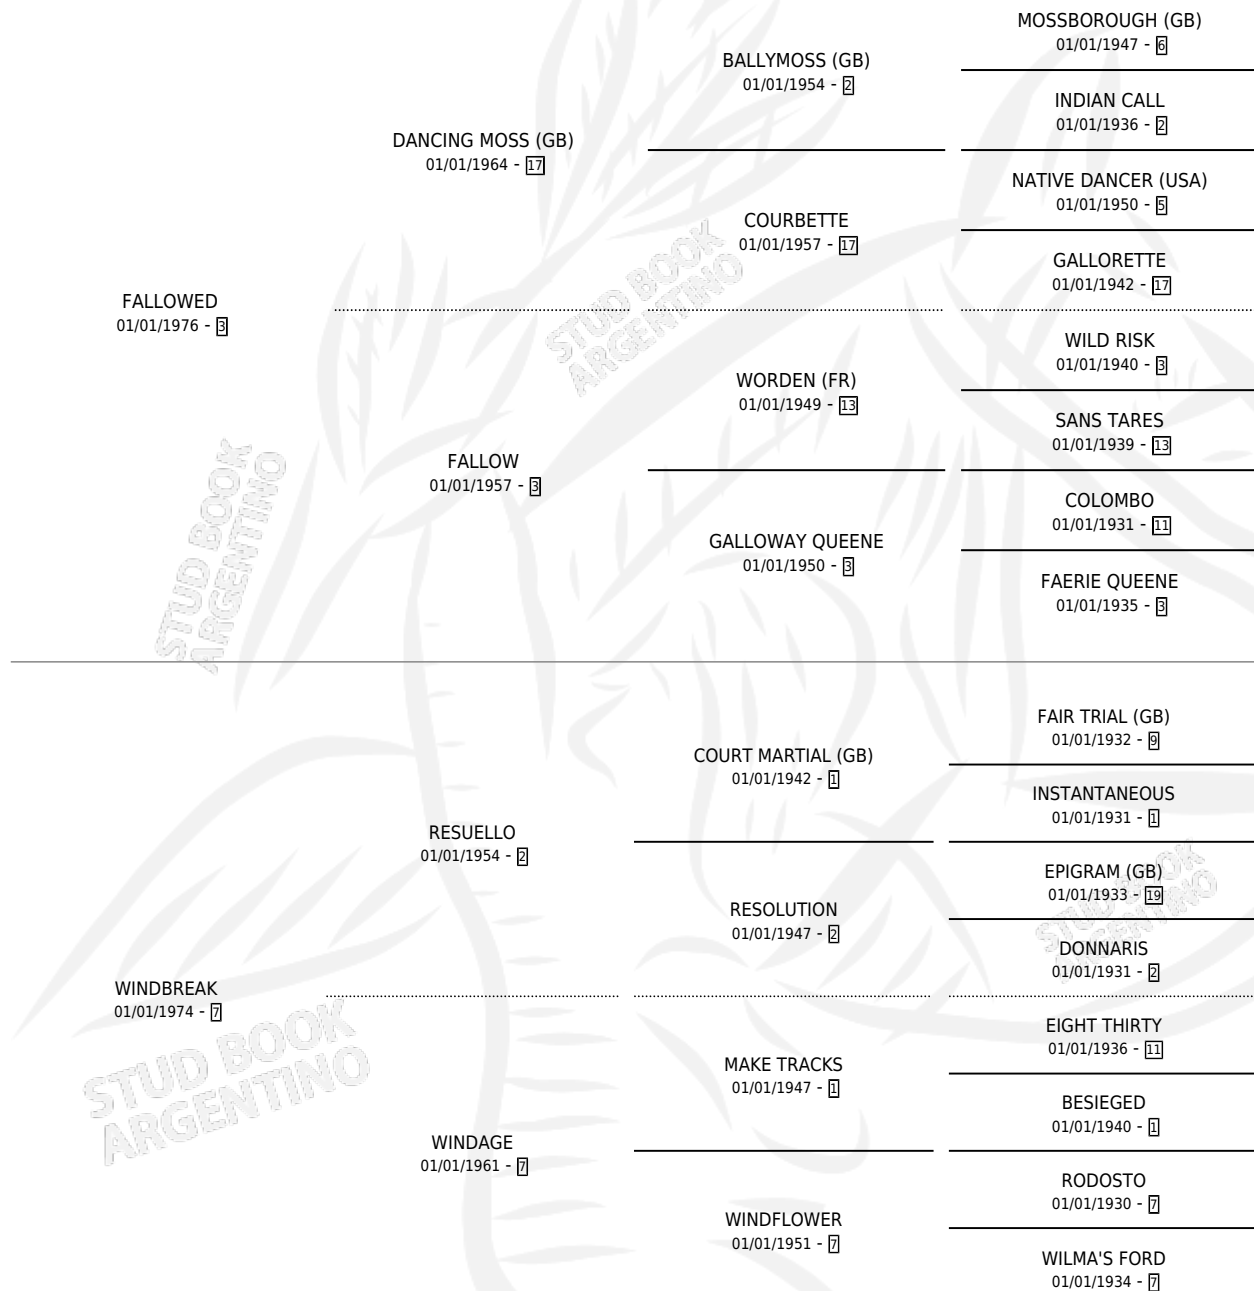 MOSSBOROUGH (GB)
01/01/1947 - 6
BALLYMOSS (GB)
01/01/1954 - 2
INDIAN CALL
01/01/1936 - 2
DANCING MOSS (GB)
01/01/1964 - 17
NATIVE DANCER (USA)
01/01/1950 - 5
COURBETTE
01/01/1957 - 17
GALLORETTE
01/01/1942 - 17
FALLOWED
01/01/1976 - 3
WILD RISK
01/01/1940 - 3
WORDEN (FR)
01/01/1949 - 13
SANS TARES
01/01/1939 - 13
FALLOW
01/01/1957 - 3
COLOMBO
01/01/1931 - 11
GALLOWAY QUEENE
01/01/1950 - 3
FAERIE QUEENE
01/01/1935 - 3
FAIR TRIAL (GB)
01/01/1932 - 9
COURT MARTIAL (GB)
01/01/1942 - 1
INSTANTANEOUS
01/01/1931 - 1
RESUELLO
01/01/1954 - 2
EPIGRAM (GB)
01/01/1933 - 19
RESOLUTION
01/01/1947 - 2
DONNARIS
01/01/1931 - 2
WINDBREAK
01/01/1974 - 7
EIGHT THIRTY
01/01/1936 - 11
MAKE TRACKS
01/01/1947 - 1
BESIEGED
01/01/1940 - 1
WINDAGE
01/01/1961 - 7
RODOSTO
01/01/1930 - 7
WINDFLOWER
01/01/1951 - 7
WILMA'S FORD
01/01/1934 - 7
STUD BOOK
ARGENTINO
STUD BOOK
ARGENTINO
STUD BOOK
ARGENTINO
STUD BOOK
ARGENTINO